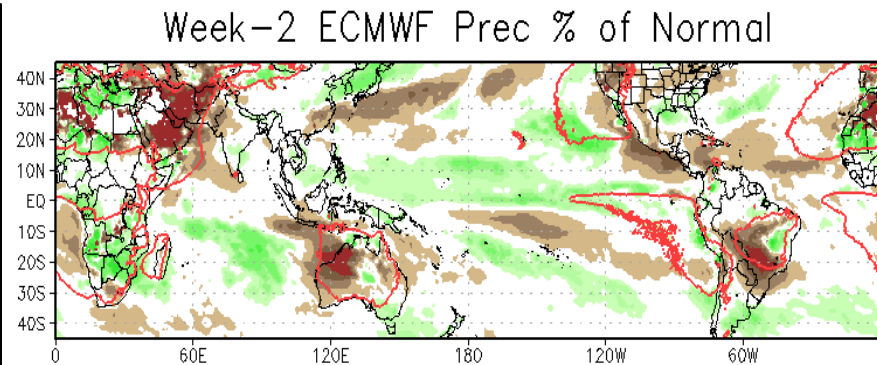 Week-2 ECMWF Prec % of Normal
40N
30N
20N
10N
EQ
10S
20S
30S
40S
0 60E 120E 180 120W 60W